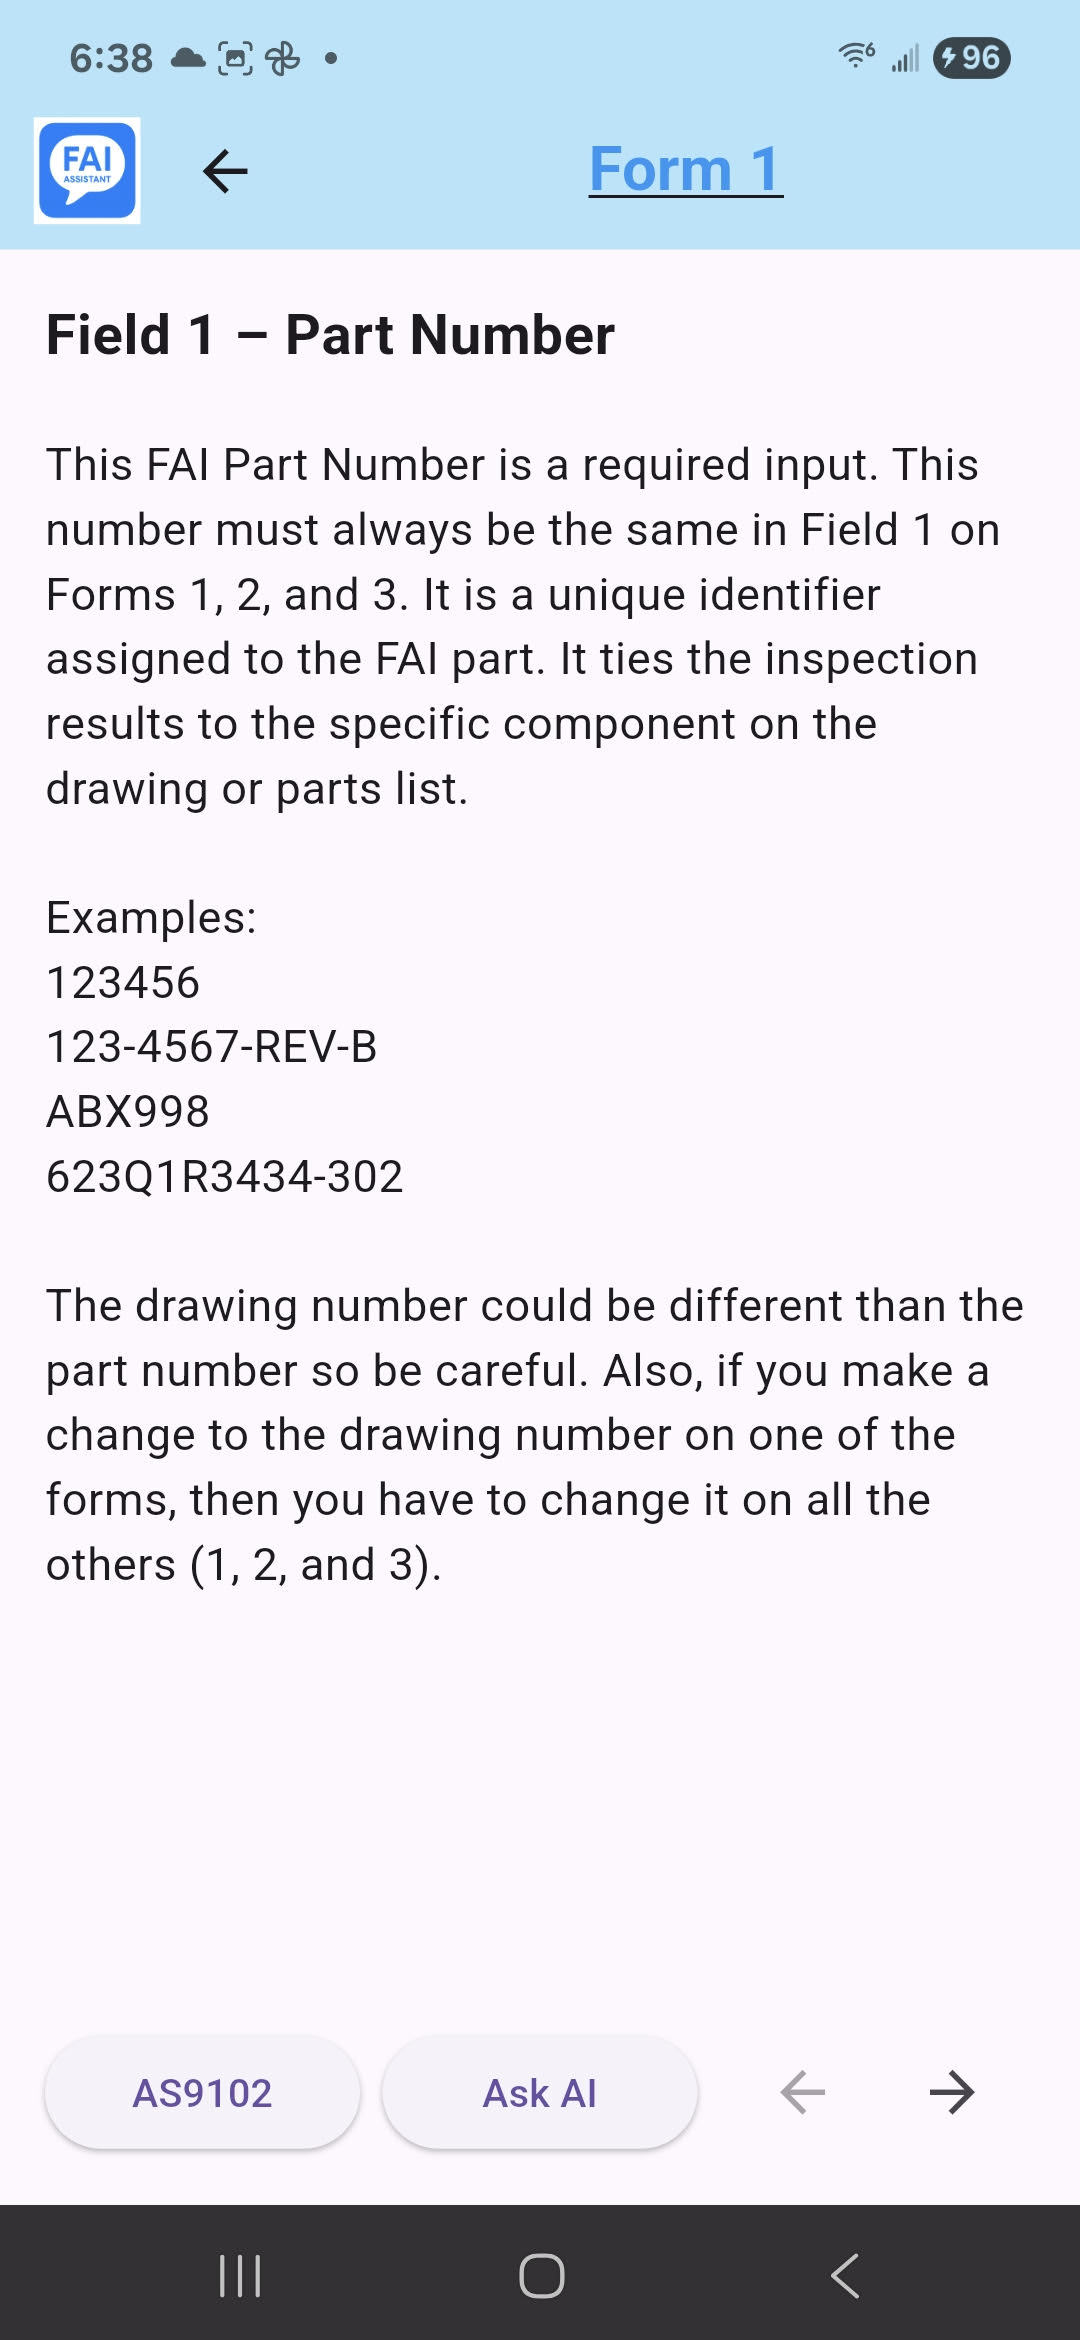 6:38
6
96
FAI
ASSISTANT
Form 1
Field 1 – Part Number
This FAI Part Number is a required input. This
number must always be the same in Field 1 on
Forms 1, 2, and 3. It is a unique identifier
assigned to the FAI part. It ties the inspection
results to the specific component on the
drawing or parts list.
Examples:
123456
123-4567-REV-B
ABX998
623Q1R3434-302
The drawing number could be different than the
part number so be careful. Also, if you make a
change to the drawing number on one of the
forms, then you have to change it on all the
others (1, 2, and 3).
AS9102
Ask AI